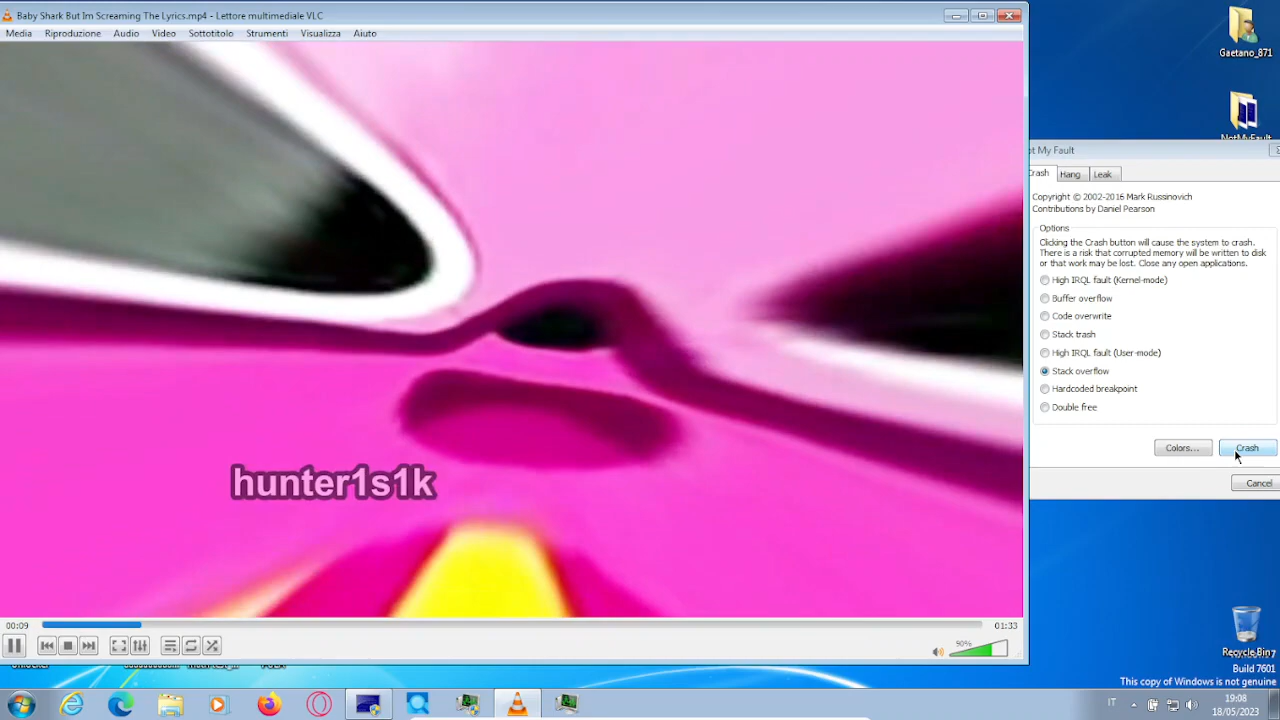 Baby Shark But Im Screaming The Lyrics.mp4 - Lettore multimediale VLC
Media Riproduzione Audio Video Sottotitolo Strumenti Visualizza Aiuto
Gaetano_871
NotMyFault
ot My Fault
Crash Hang Leak
Copyright © 2002-2016 Mark Russinovich
Contributions by Daniel Pearson
Options
Clicking the Crash button will cause the system to crash.
There is a risk that corrupted memory will be written to disk
or that work may be lost. Close any open applications.
High IRQL fault (Kernel-mode)
Buffer overflow
Code overwrite
Stack trash
High IRQL fault (User-mode)
Stack overflow
Hardcoded breakpoint
Double free
Colors... Crash
Cancel
hunter1s1k
00:09 01:33
90%
Recycle Bin7
Build 7601
This copy of Windows is not genuine
IT
19:08
18/05/2023